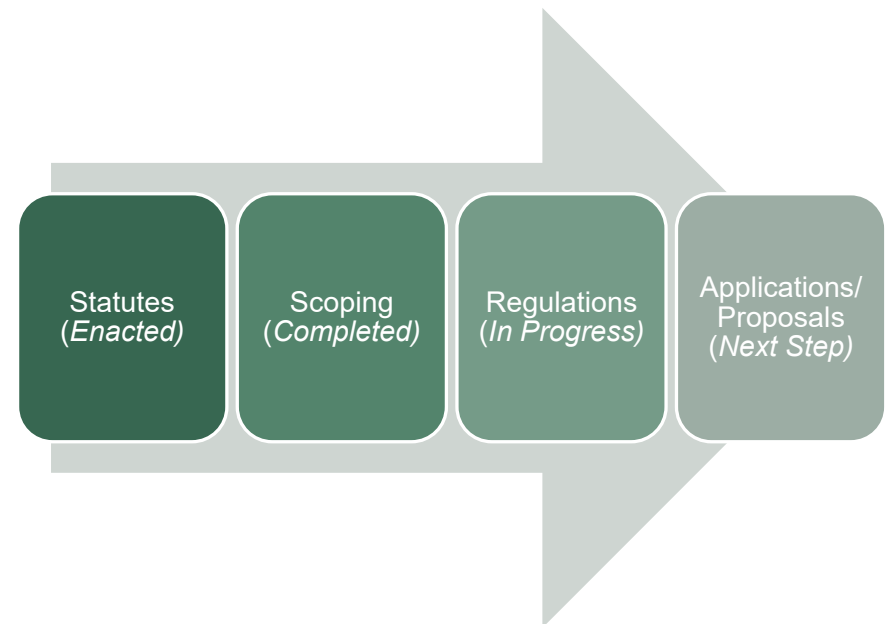 Statutes
(Enacted)
Scoping
(Completed)
Regulations
(In Progress)
Applications/
Proposals
(Next Step)